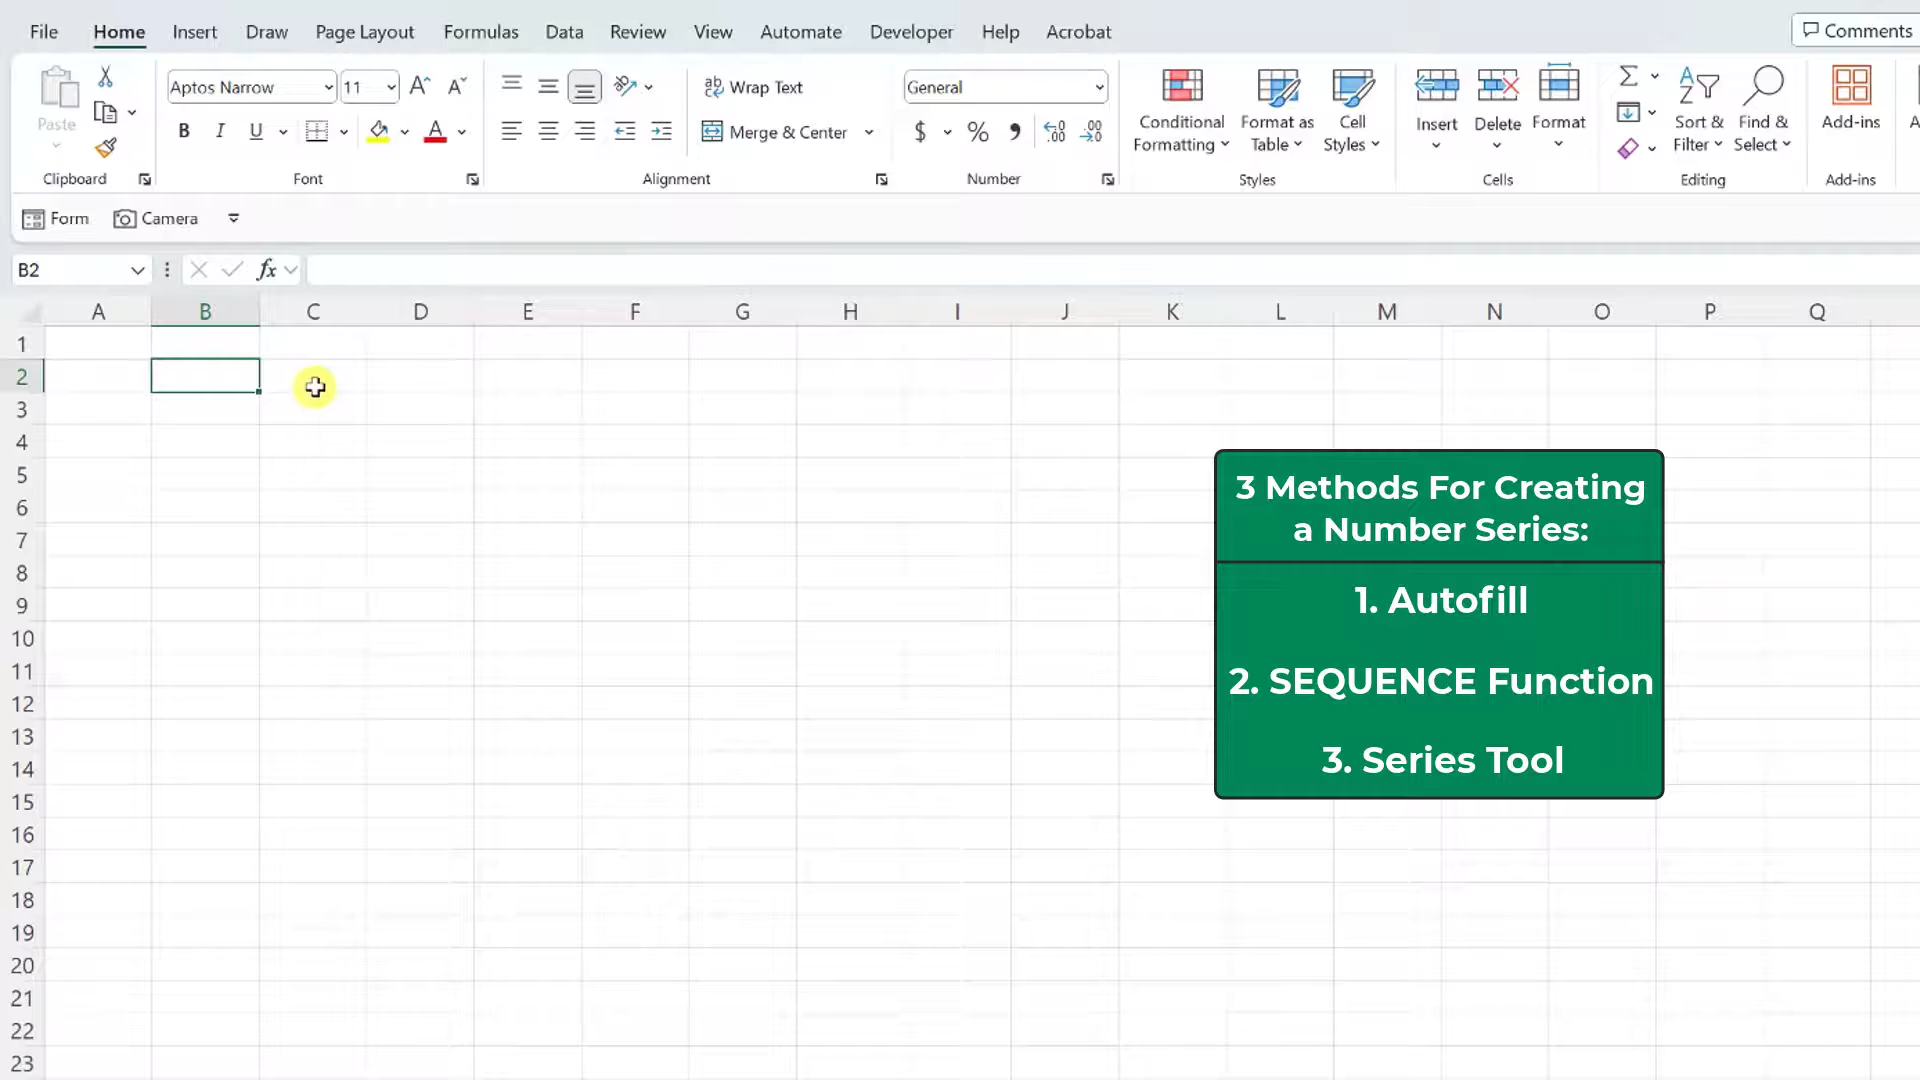 File Home Insert Draw Page Layout Formulas Data Review View Automate Developer Help Acrobat Comments
Aptos Narrow 11 A A ab Wrap Text General
Paste B I U A Merge & Center $ % .00 .00
Conditional Formatting Format as Table Cell Styles
Insert Delete Format
Sort & Filter Find & Select
Add-ins
Clipboard Font Alignment Number Styles Cells Editing Add-ins
Form Camera
B2 fx
A B C D E F G H I J K L M N O P Q
1
2
3
4
5
6
7
8
9
10
11
12
13
14
15
16
17
18
19
20
21
22
23
3 Methods For Creating
a Number Series:
1. Autofill
2. SEQUENCE Function
3. Series Tool